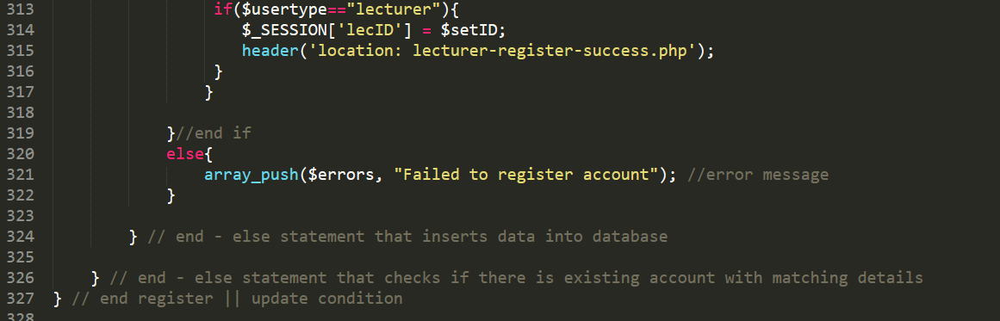 313 if($usertype=="lecturer"){
314 $_SESSION['lecID'] = $setID;
315 header('location: lecturer-register-success.php');
316 }
317 }
318
319 }//end if
320 else{
321 array_push($errors, "Failed to register account"); //error message
322 }
323
324 } // end - else statement that inserts data into database
325
326 } // end - else statement that checks if there is existing account with matching details
327 } // end register || update condition
328